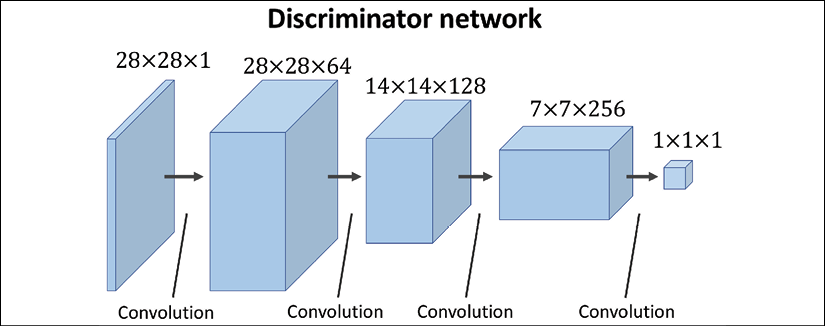 Discriminator network
28×28×1
28×28×64
14×14×128
7×7×256
1×1×1
Convolution
Convolution
Convolution
Convolution